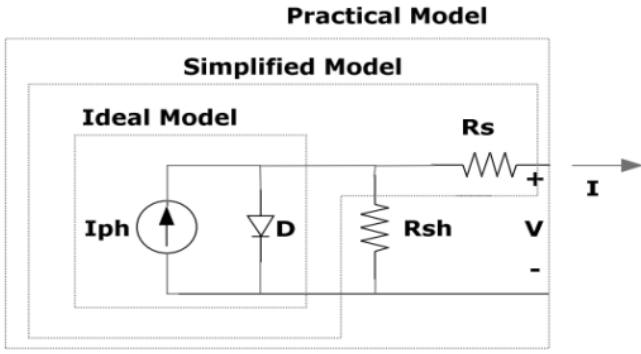 Practical Model
Simplified Model
Ideal Model
Rs
+
I
Iph
D
Rsh
V
-